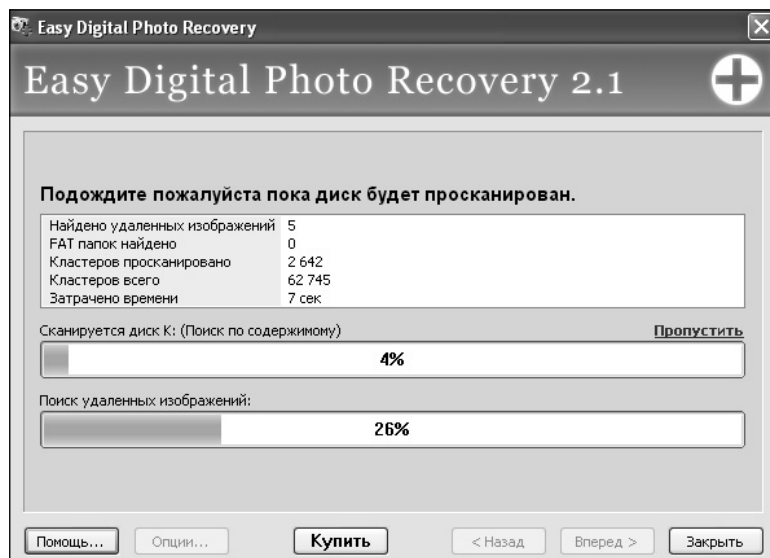 Easy Digital Photo Recovery
Easy Digital Photo Recovery 2.1
Подождите пожалуйста пока диск будет просканирован.
Найдено удаленных изображений 5
FAT папок найдено 0
Кластеров просканировано 2 642
Кластеров всего 62 745
Затрачено времени 7 сек
Сканируется диск K: (Поиск по содержимому) Пропустить
4%
Поиск удаленных изображений:
26%
Помощь... Опции... Купить < Назад Вперед > Закрыть